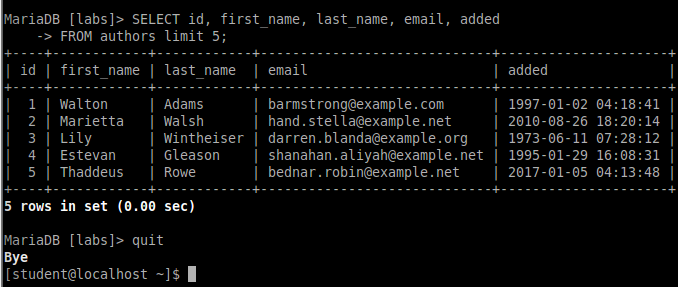 MariaDB [labs]> SELECT id, first_name, last_name, email, added
    -> FROM authors limit 5;
+----+------------+------------+-----------------------------+---------------------+
| id | first_name | last_name  | email                       | added               |
+----+------------+------------+-----------------------------+---------------------+
|  1 | Walton     | Adams      | barmstrong@example.com      | 1997-01-02 04:18:41 |
|  2 | Marietta   | Walsh      | hand.stella@example.net     | 2010-08-26 18:20:14 |
|  3 | Lily       | Wintheiser | darren.blanda@example.org   | 1973-06-11 07:28:12 |
|  4 | Estevan    | Gleason    | shanahan.aliyah@example.net | 1995-01-29 16:08:31 |
|  5 | Thaddeus   | Rowe       | bednar.robin@example.net    | 2017-01-05 04:13:48 |
+----+------------+------------+-----------------------------+---------------------+
5 rows in set (0.00 sec)

MariaDB [labs]> quit
Bye
[student@localhost ~]$